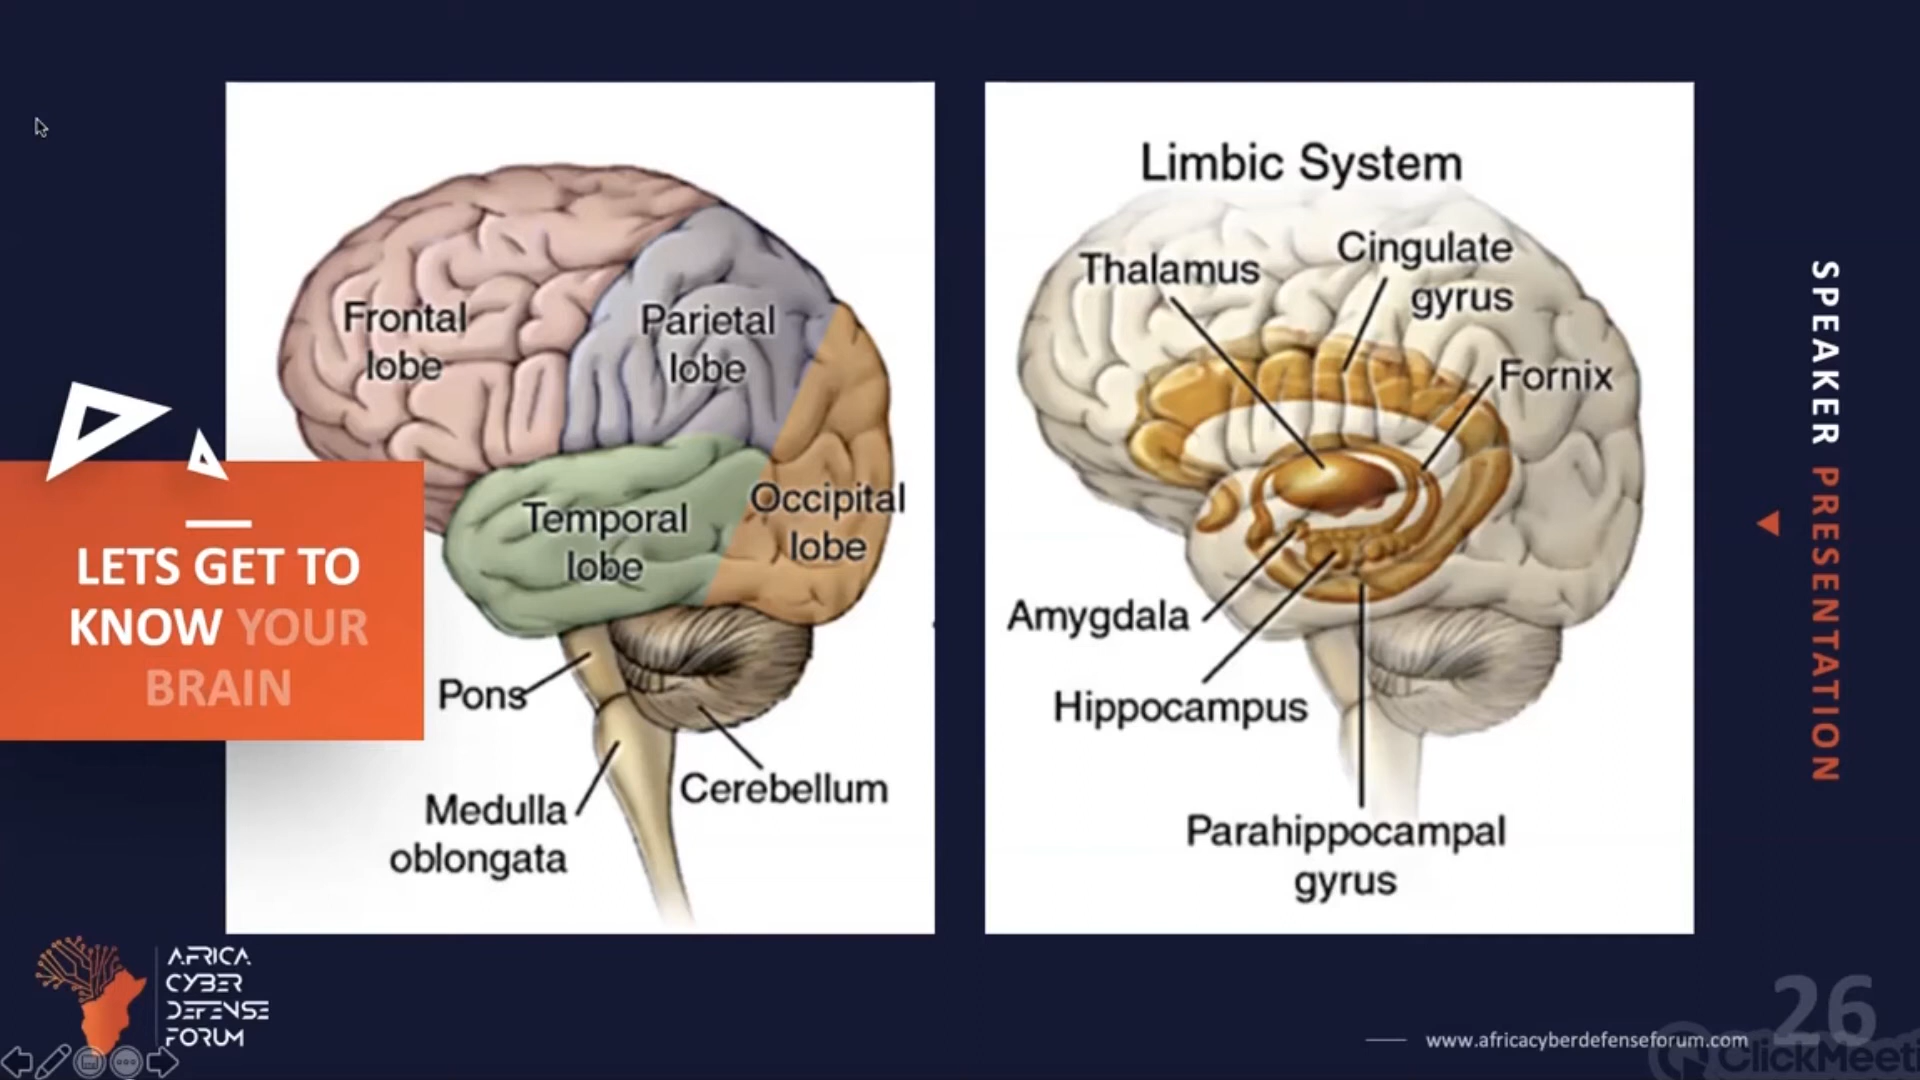 LETS GET TO
KNOW YOUR
BRAIN
Frontal
lobe
Parietal
lobe
Temporal
lobe
Occipital
lobe
Pons
Medulla
oblongata
Cerebellum
Limbic System
Thalamus
Cingulate
gyrus
Fornix
Amygdala
Hippocampus
Parahippocampal
gyrus
SPEAKER PRESENTATION
AFRICA
CYBER
DEFENSE
FORUM
www.africacyberdefenseforum.com
26
ClickMeeti